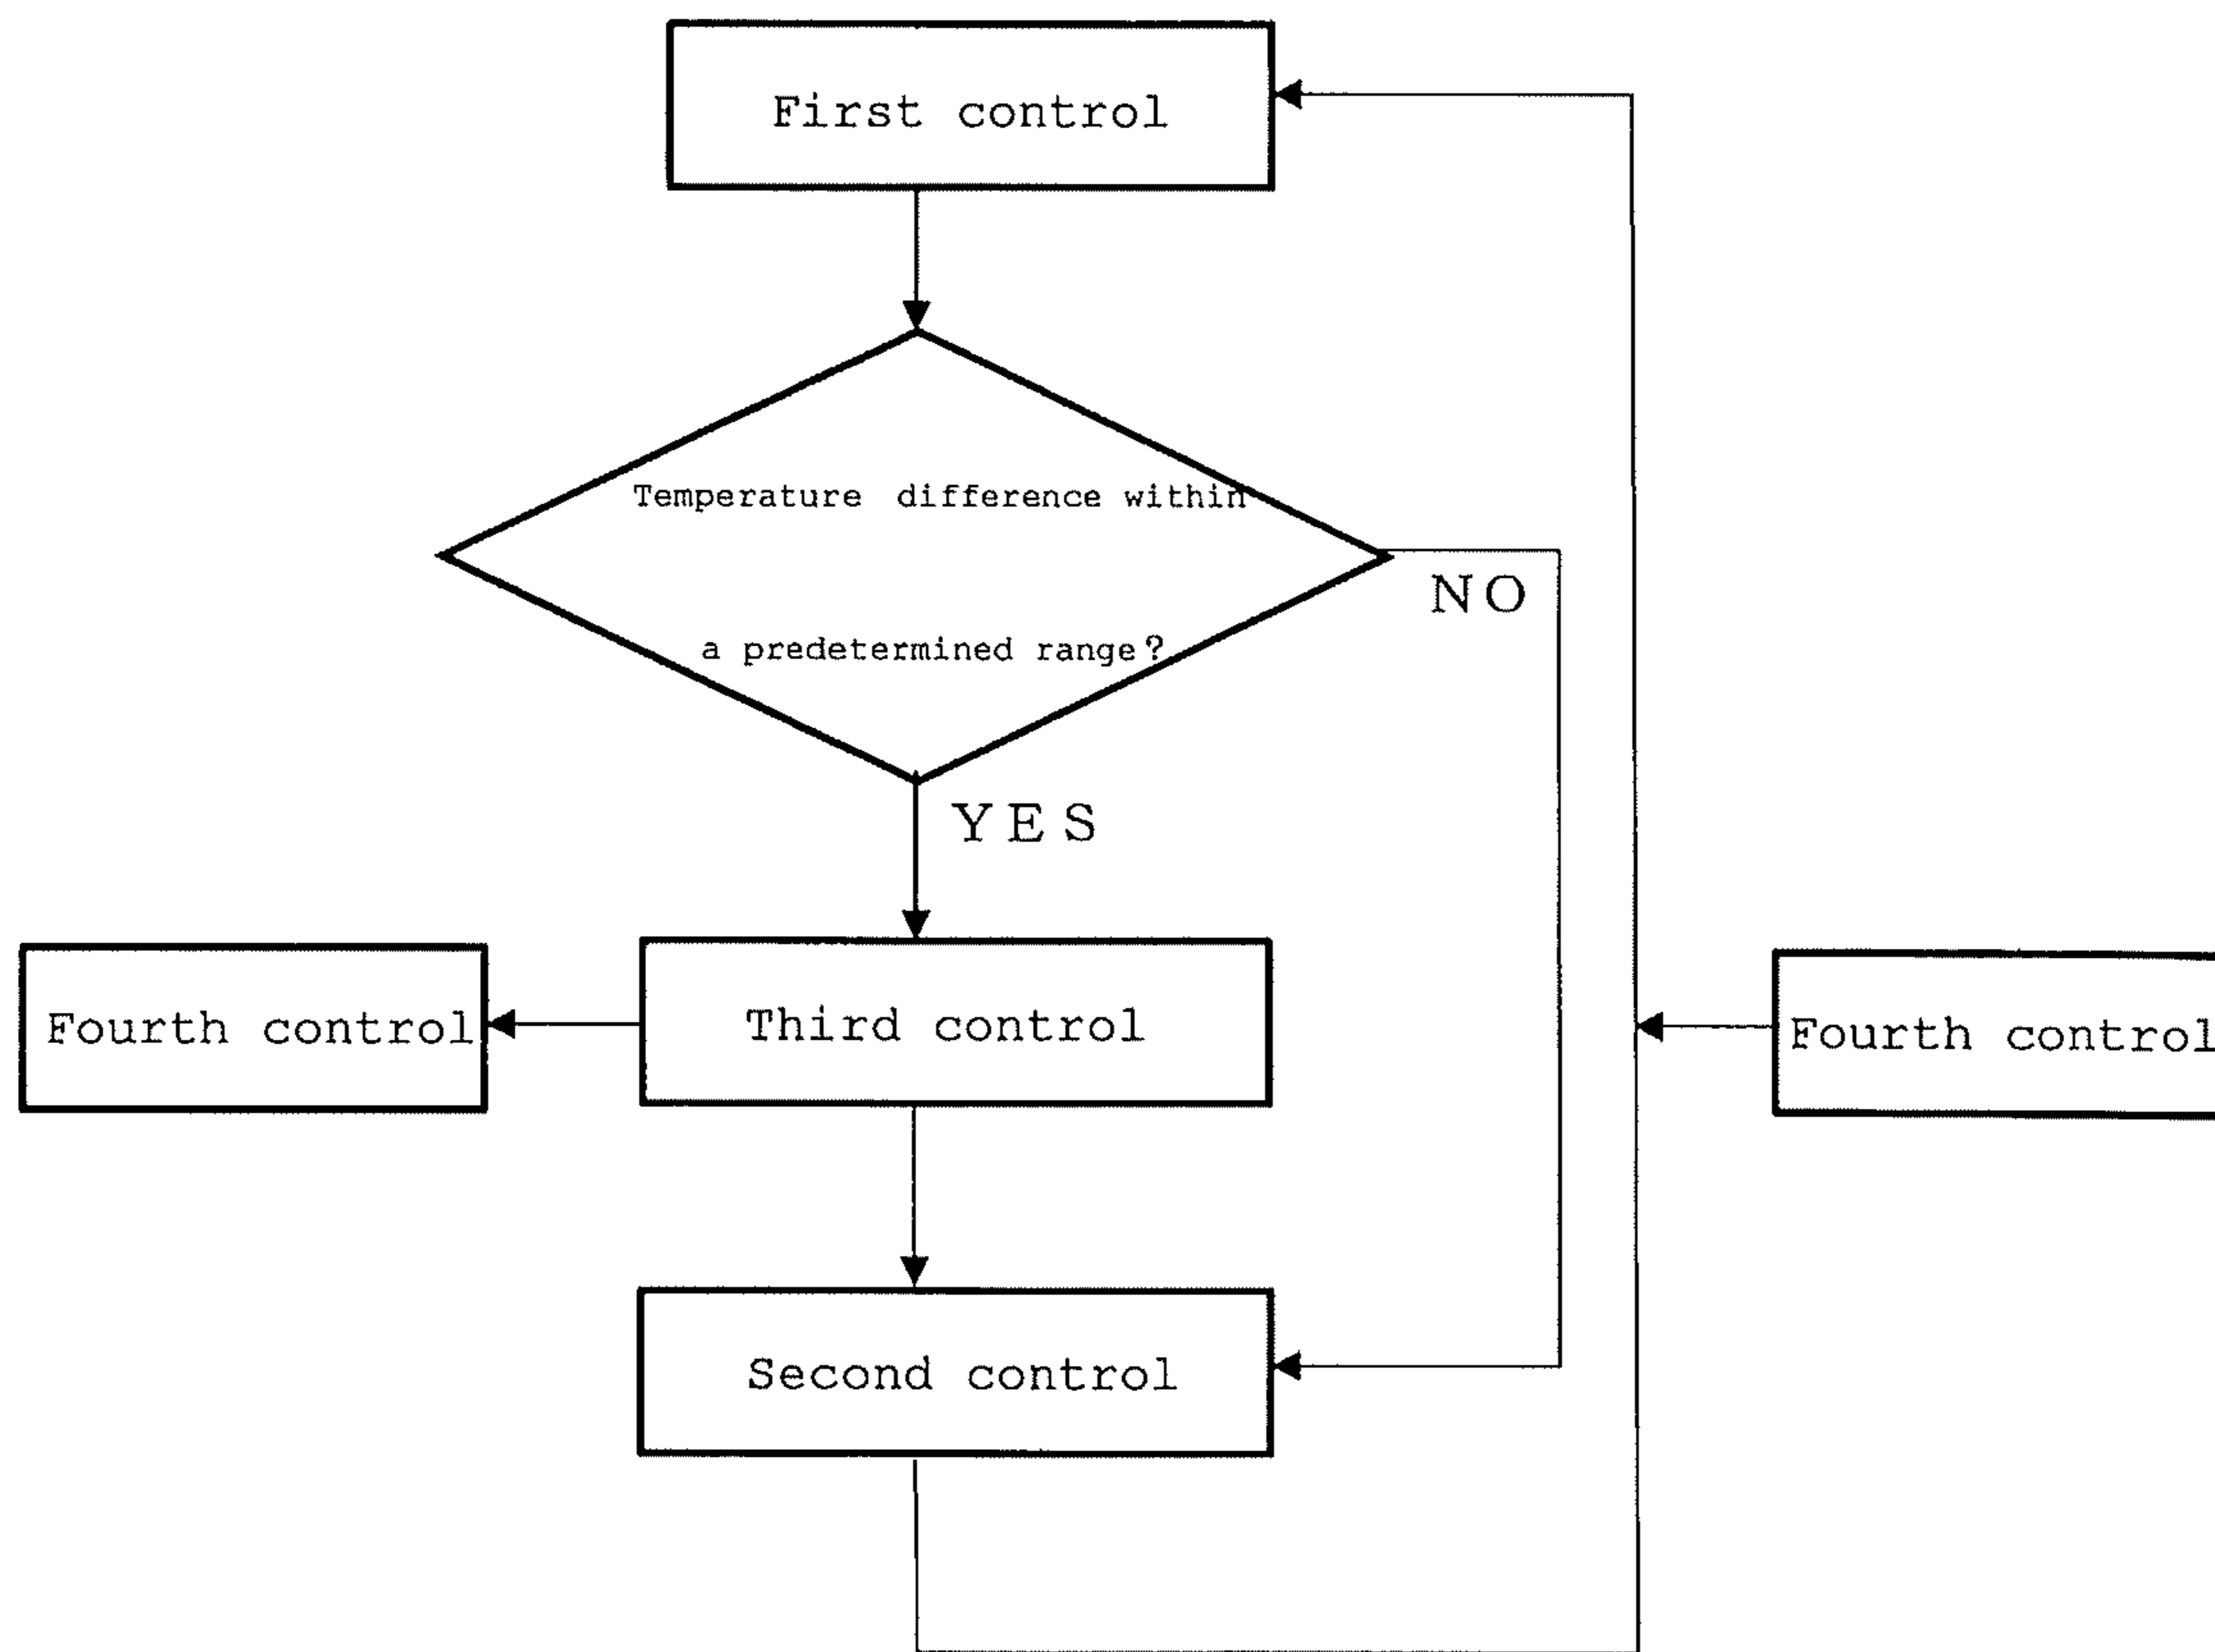 First control
Temperature difference within
a predetermined range?
NO
YES
Fourth control
Third control
Fourth control
Second control